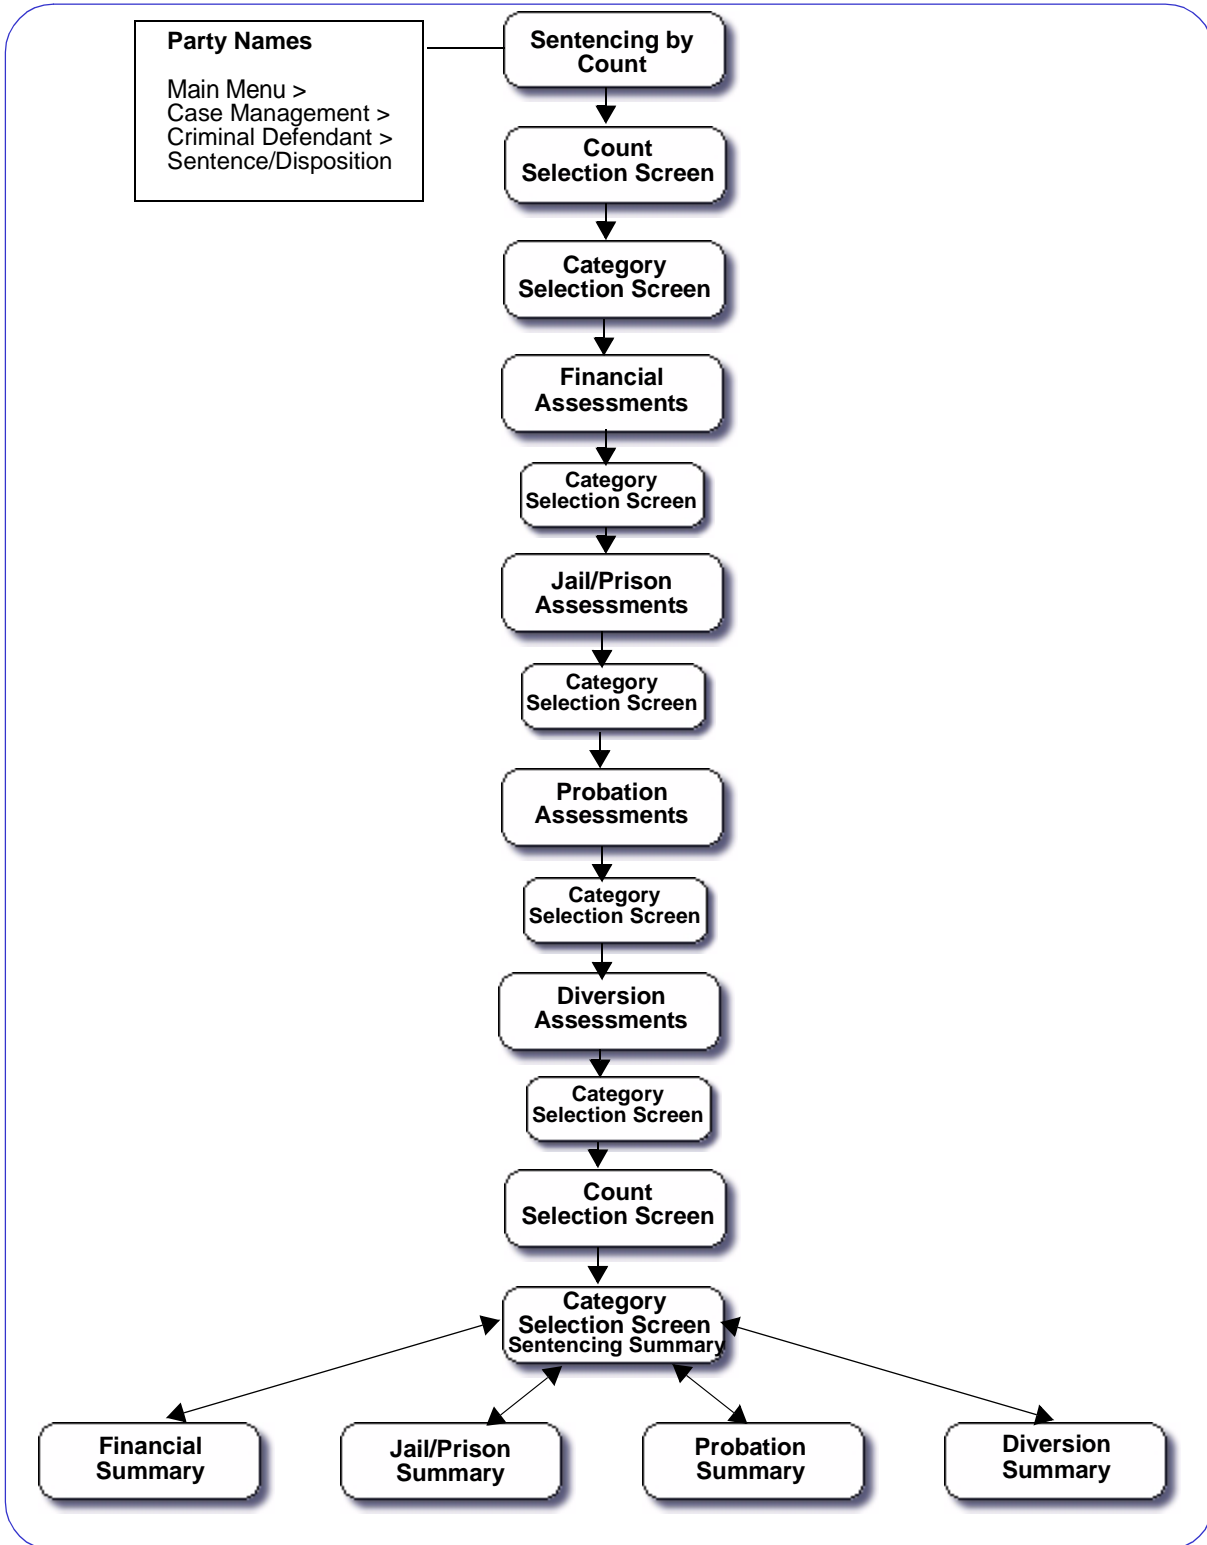 Party Names
Main Menu >
Case Management >
Criminal Defendant >
Sentence/Disposition
Sentencing by
Count
Count
Selection Screen
Category
Selection Screen
Financial
Assessments
Category
Selection Screen
Jail/Prison
Assessments
Category
Selection Screen
Probation
Assessments
Category
Selection Screen
Diversion
Assessments
Category
Selection Screen
Count
Selection Screen
Category
Selection Screen
Sentencing Summary
Financial
Summary
Jail/Prison
Summary
Probation
Summary
Diversion
Summary